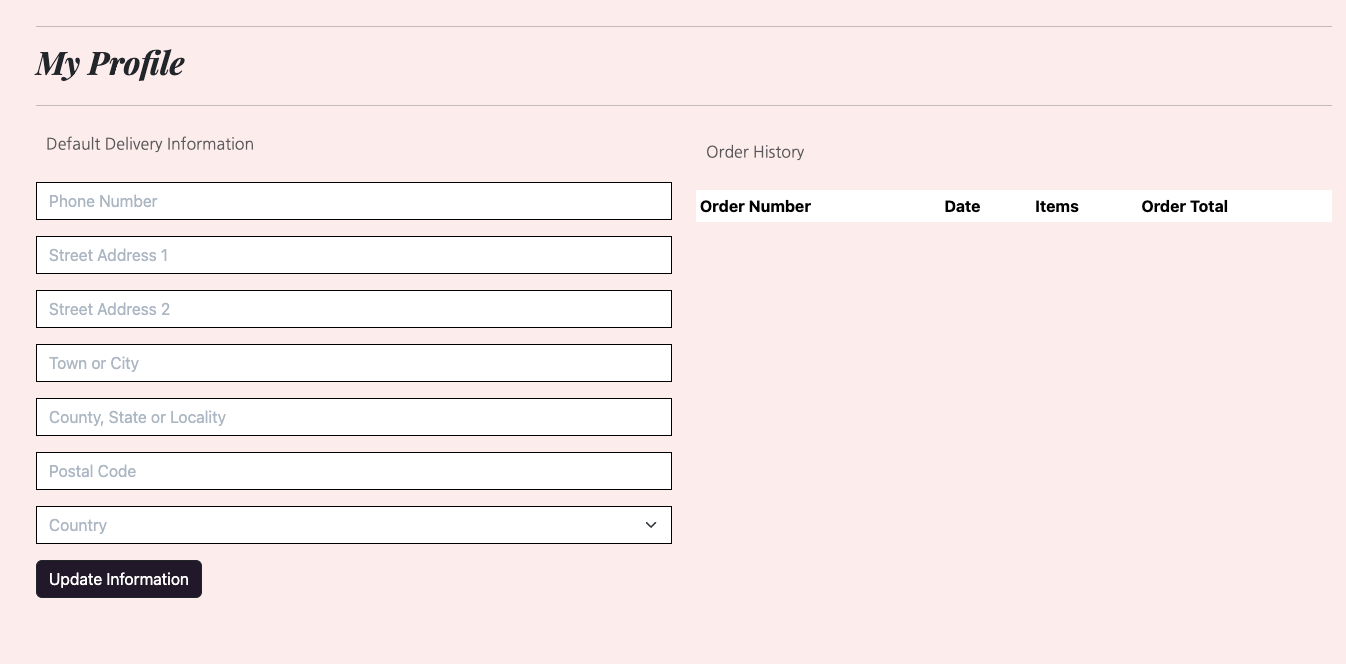 My Profile
Default Delivery Information
Phone Number
Street Address 1
Street Address 2
Town or City
County, State or Locality
Postal Code
Country
Update Information
Order History
Order Number Date Items Order Total